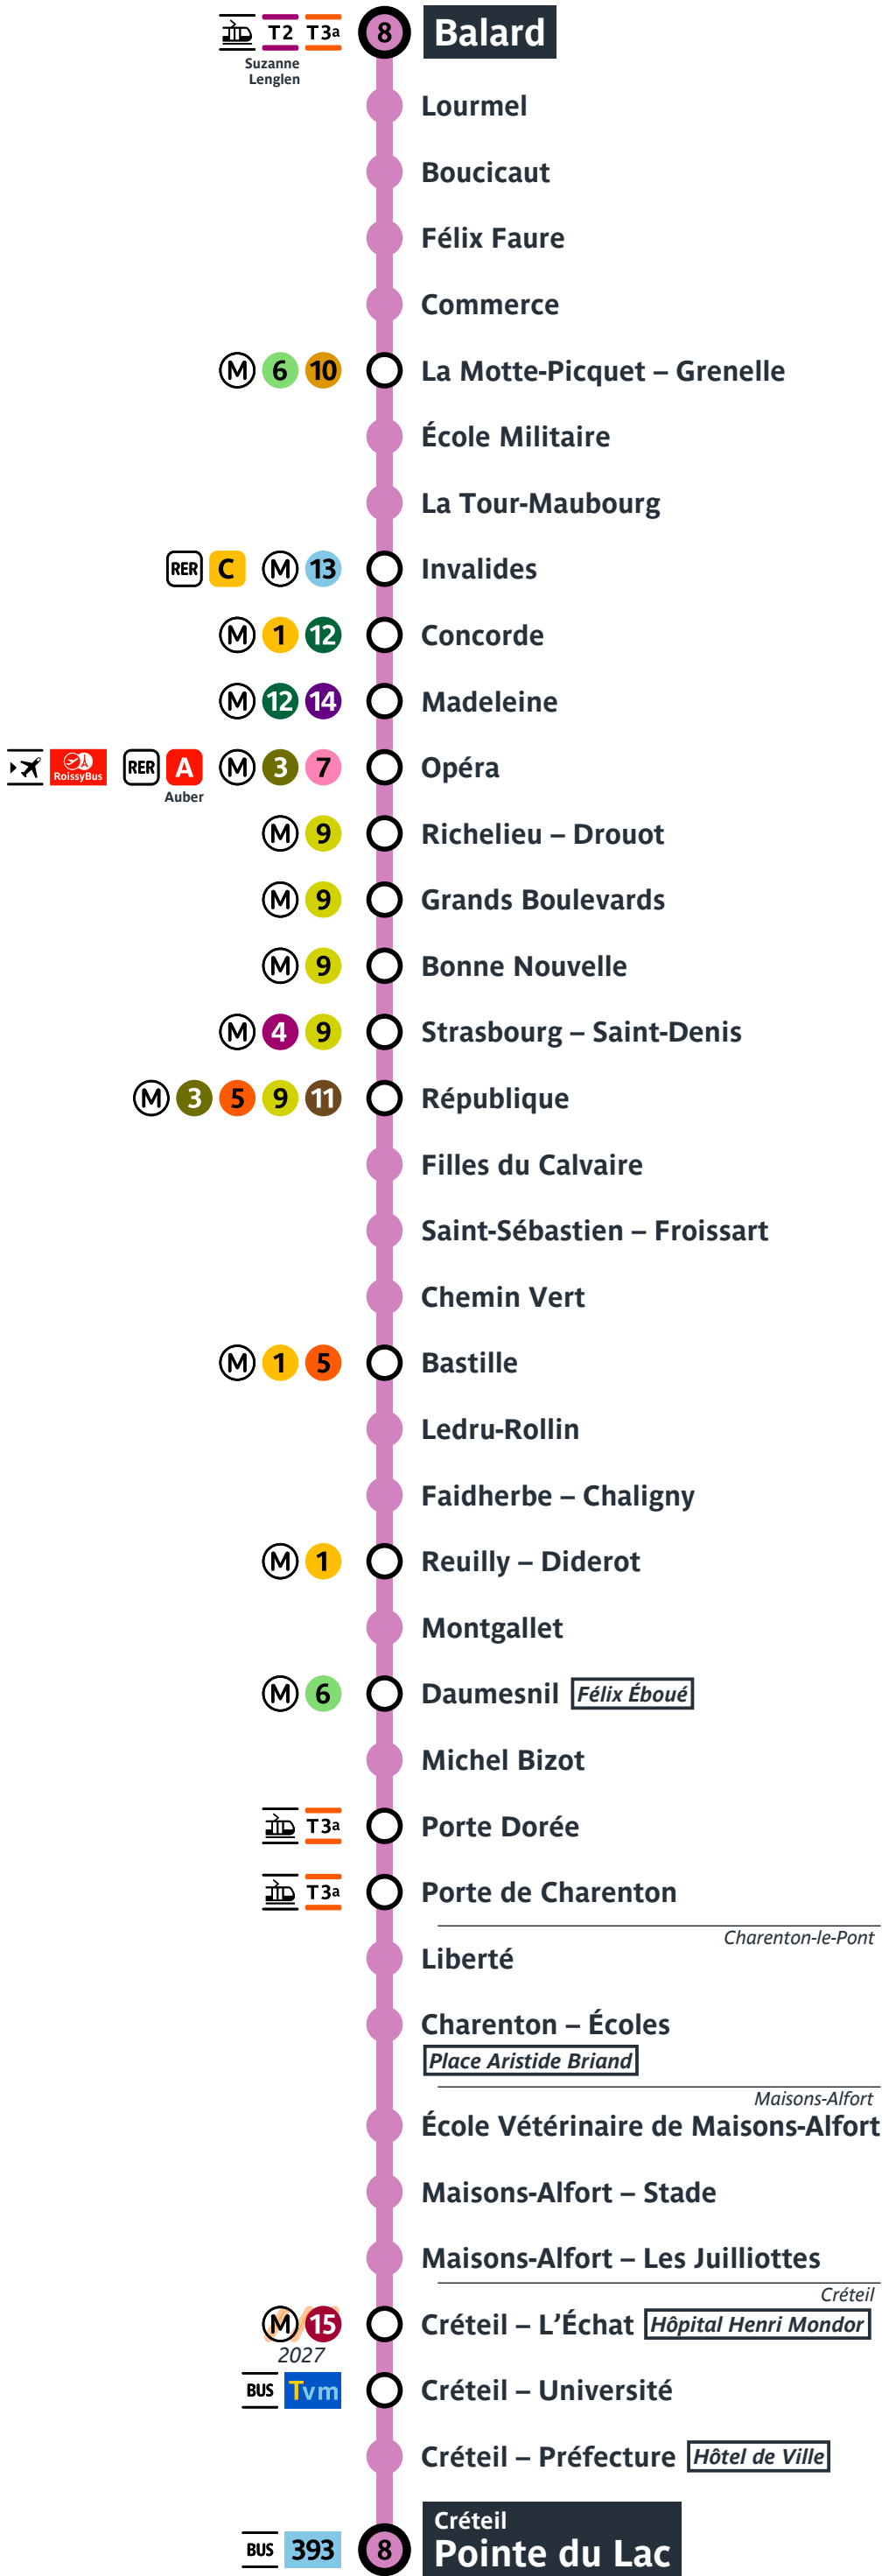 T2 T3a 8 Balard
Suzanne
Lenglen
Lourmel
Boucicaut
Félix Faure
Commerce
M 6 10 La Motte-Picquet – Grenelle
École Militaire
La Tour-Maubourg
RER C M 13 Invalides
M 1 12 Concorde
M 12 14 Madeleine
RoissyBus RER A M 3 7 Opéra
Auber
M 9 Richelieu – Drouot
M 9 Grands Boulevards
M 9 Bonne Nouvelle
M 4 9 Strasbourg – Saint-Denis
M 3 5 9 11 République
Filles du Calvaire
Saint-Sébastien – Froissart
Chemin Vert
M 1 5 Bastille
Ledru-Rollin
Faidherbe – Chaligny
M 1 Reuilly – Diderot
Montgallet
M 6 Daumesnil Félix Éboué
Michel Bizot
T3a Porte Dorée
T3a Porte de Charenton
Charenton-le-Pont
Liberté
Charenton – Écoles
Place Aristide Briand
Maisons-Alfort
École Vétérinaire de Maisons-Alfort
Maisons-Alfort – Stade
Maisons-Alfort – Les Juilliottes
Créteil
M 15 Créteil – L’Échat Hôpital Henri Mondor
2027
BUS Tvm Créteil – Université
Créteil – Préfecture Hôtel de Ville
Créteil
BUS 393 8 Pointe du Lac